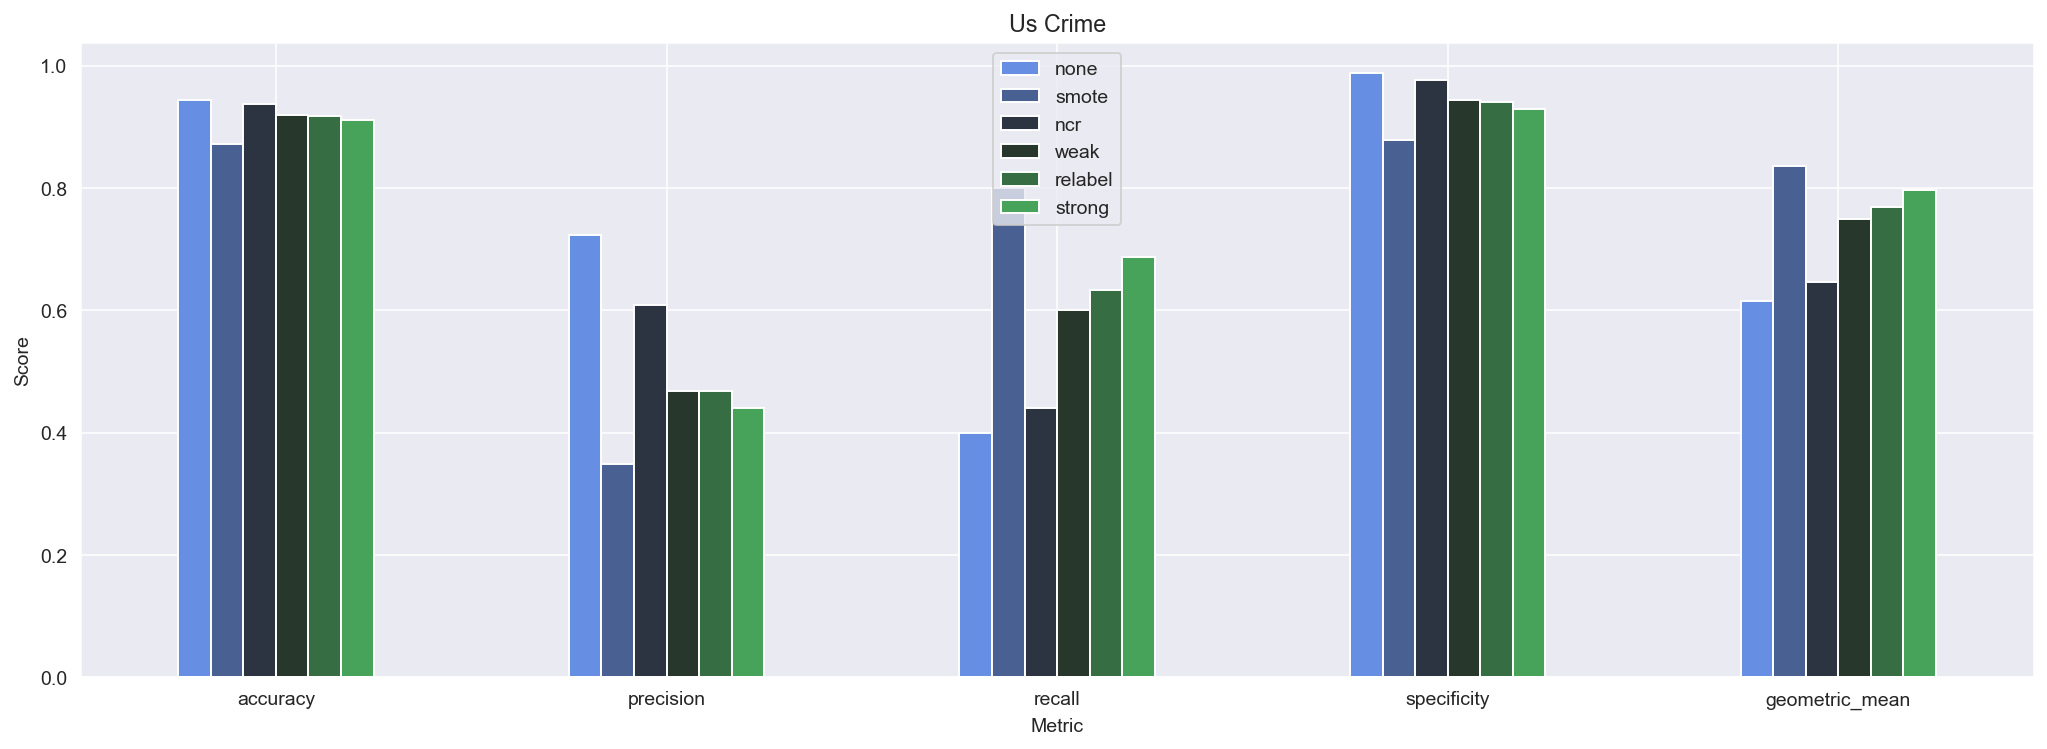 Us Crime
1.0
0.8
0.6
0.4
0.2
0.0
Score
none
smote
ncr
weak
relabel
strong
accuracy
precision
recall
specificity
geometric_mean
Metric